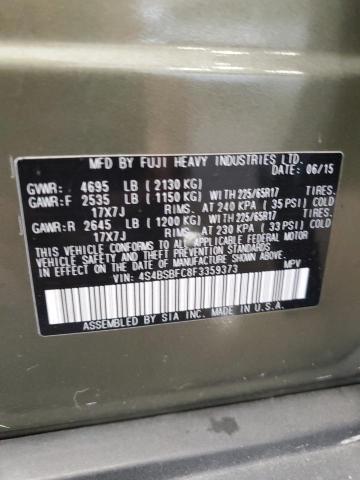 MFD BY FUJI HEAVY INDUSTRIES LTD.
DATE: 06/15
GVWR: 4695 LB ( 2130 KG)
GAWR:F 2535 LB ( 1150 KG) WITH 225/65R17 TIRES.
17X7J RIMS. AT 240 KPA ( 35 PSI) COLD
GAWR:R 2645 LB ( 1200 KG) WITH 225/65R17 TIRES.
17X7J RIMS. AT 230 KPA ( 33 PSI) COLD
THIS VEHICLE CONFORMS TO ALL APPLICABLE FEDERAL MOTOR
VEHICLE SAFETY, BUMPER, AND THEFT PREVENTION STANDARDS
IN EFFECT ON THE DATE OF MANUFACTURE SHOWN ABOVE.
VIN: 4S4BSBFC8F3359373 MPV
ASSEMBLED BY SIA INC. MADE IN U.S.A.